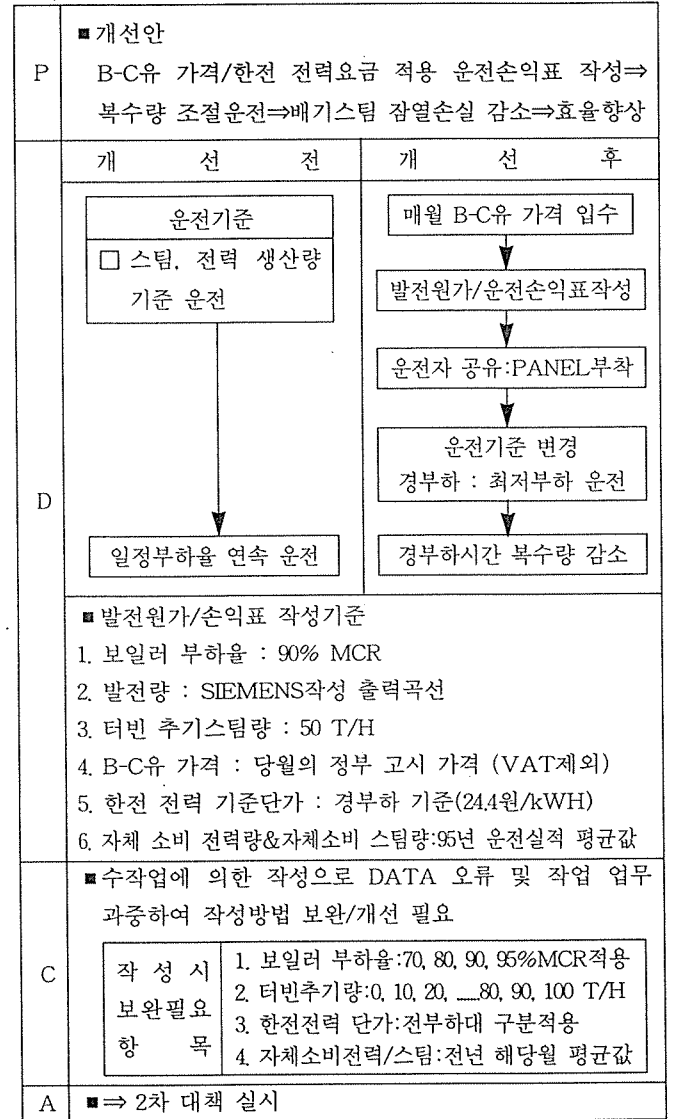 P
■개선안
B-C유 가격/한전 전력요금 적용 운전손익표 작성⇒
복수량 조절운전⇒배기스팀 잠열손실 감소⇒효율향상
D
개 선 전
개 선 후
운전기준
□ 스팀. 전력 생산량
기준 운전
일정부하율 연속 운전
매월 B-C유 가격 입수
발전원가/운전손익표작성
운전자 공유:PANEL부착
운전기준 변경
경부하 : 최저부하 운전
경부하시간 복수량 감소
■발전원가/손익표 작성기준
1. 보일러 부하율 : 90% MCR
2. 발전량 : SIEMENS작성 출력곡선
3. 터빈 추기스팀량 : 50 T/H
4. B-C유 가격 : 당월의 정부 고시 가격 (VAT제외)
5. 한전 전력 기준단가 : 경부하 기준(24.4원/kWH)
6. 자체 소비 전력량&자체소비 스팀량:95년 운전실적 평균값
C
■수작업에 의한 작성으로 DATA 오류 및 작업 업무
과중하여 작성방법 보완/개선 필요
작 성 시
보완필요
항 목
1. 보일러 부하율:70, 80, 90, 95%MCR적용
2. 터빈추기량:0, 10, 20, .....80, 90, 100 T/H
3. 한전전력 단가:전부하대 구분적용
4. 자체소비전력/스팀:전년 해당월 평균값
A
■⇒ 2차 대책 실시